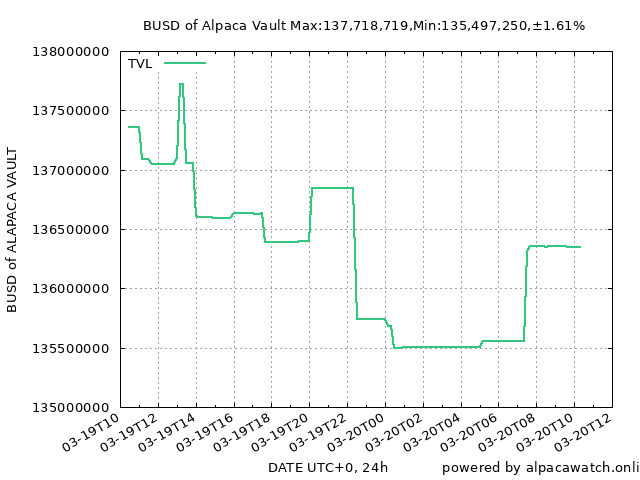 BUSD of Alpaca Vault Max:137,718,719,Min:135,497,250,±1.61%
138000000
TVL
137500000
137000000
136500000
136000000
135500000
135000000
BUSD of ALAPACA VAULT
03-19T10
03-19T12
03-19T14
03-19T16
03-19T18
03-19T20
03-19T22
03-20T00
03-20T02
03-20T04
03-20T06
03-20T08
03-20T10
03-20T12
DATE UTC+0, 24h
powered by alpacawatch.onli